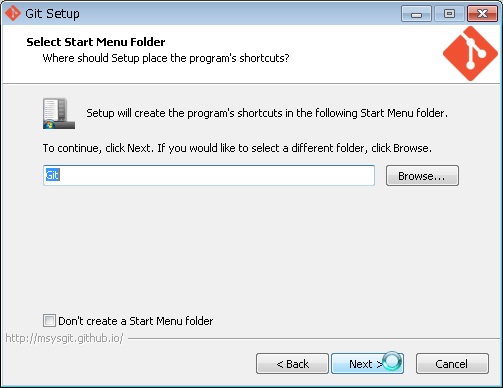 Git Setup
Select Start Menu Folder
Where should Setup place the program's shortcuts?
Setup will create the program's shortcuts in the following Start Menu folder.
To continue, click Next. If you would like to select a different folder, click Browse.
Git
Browse...
Don't create a Start Menu folder
http://msysgit.github.io/
< Back
Next >
Cancel